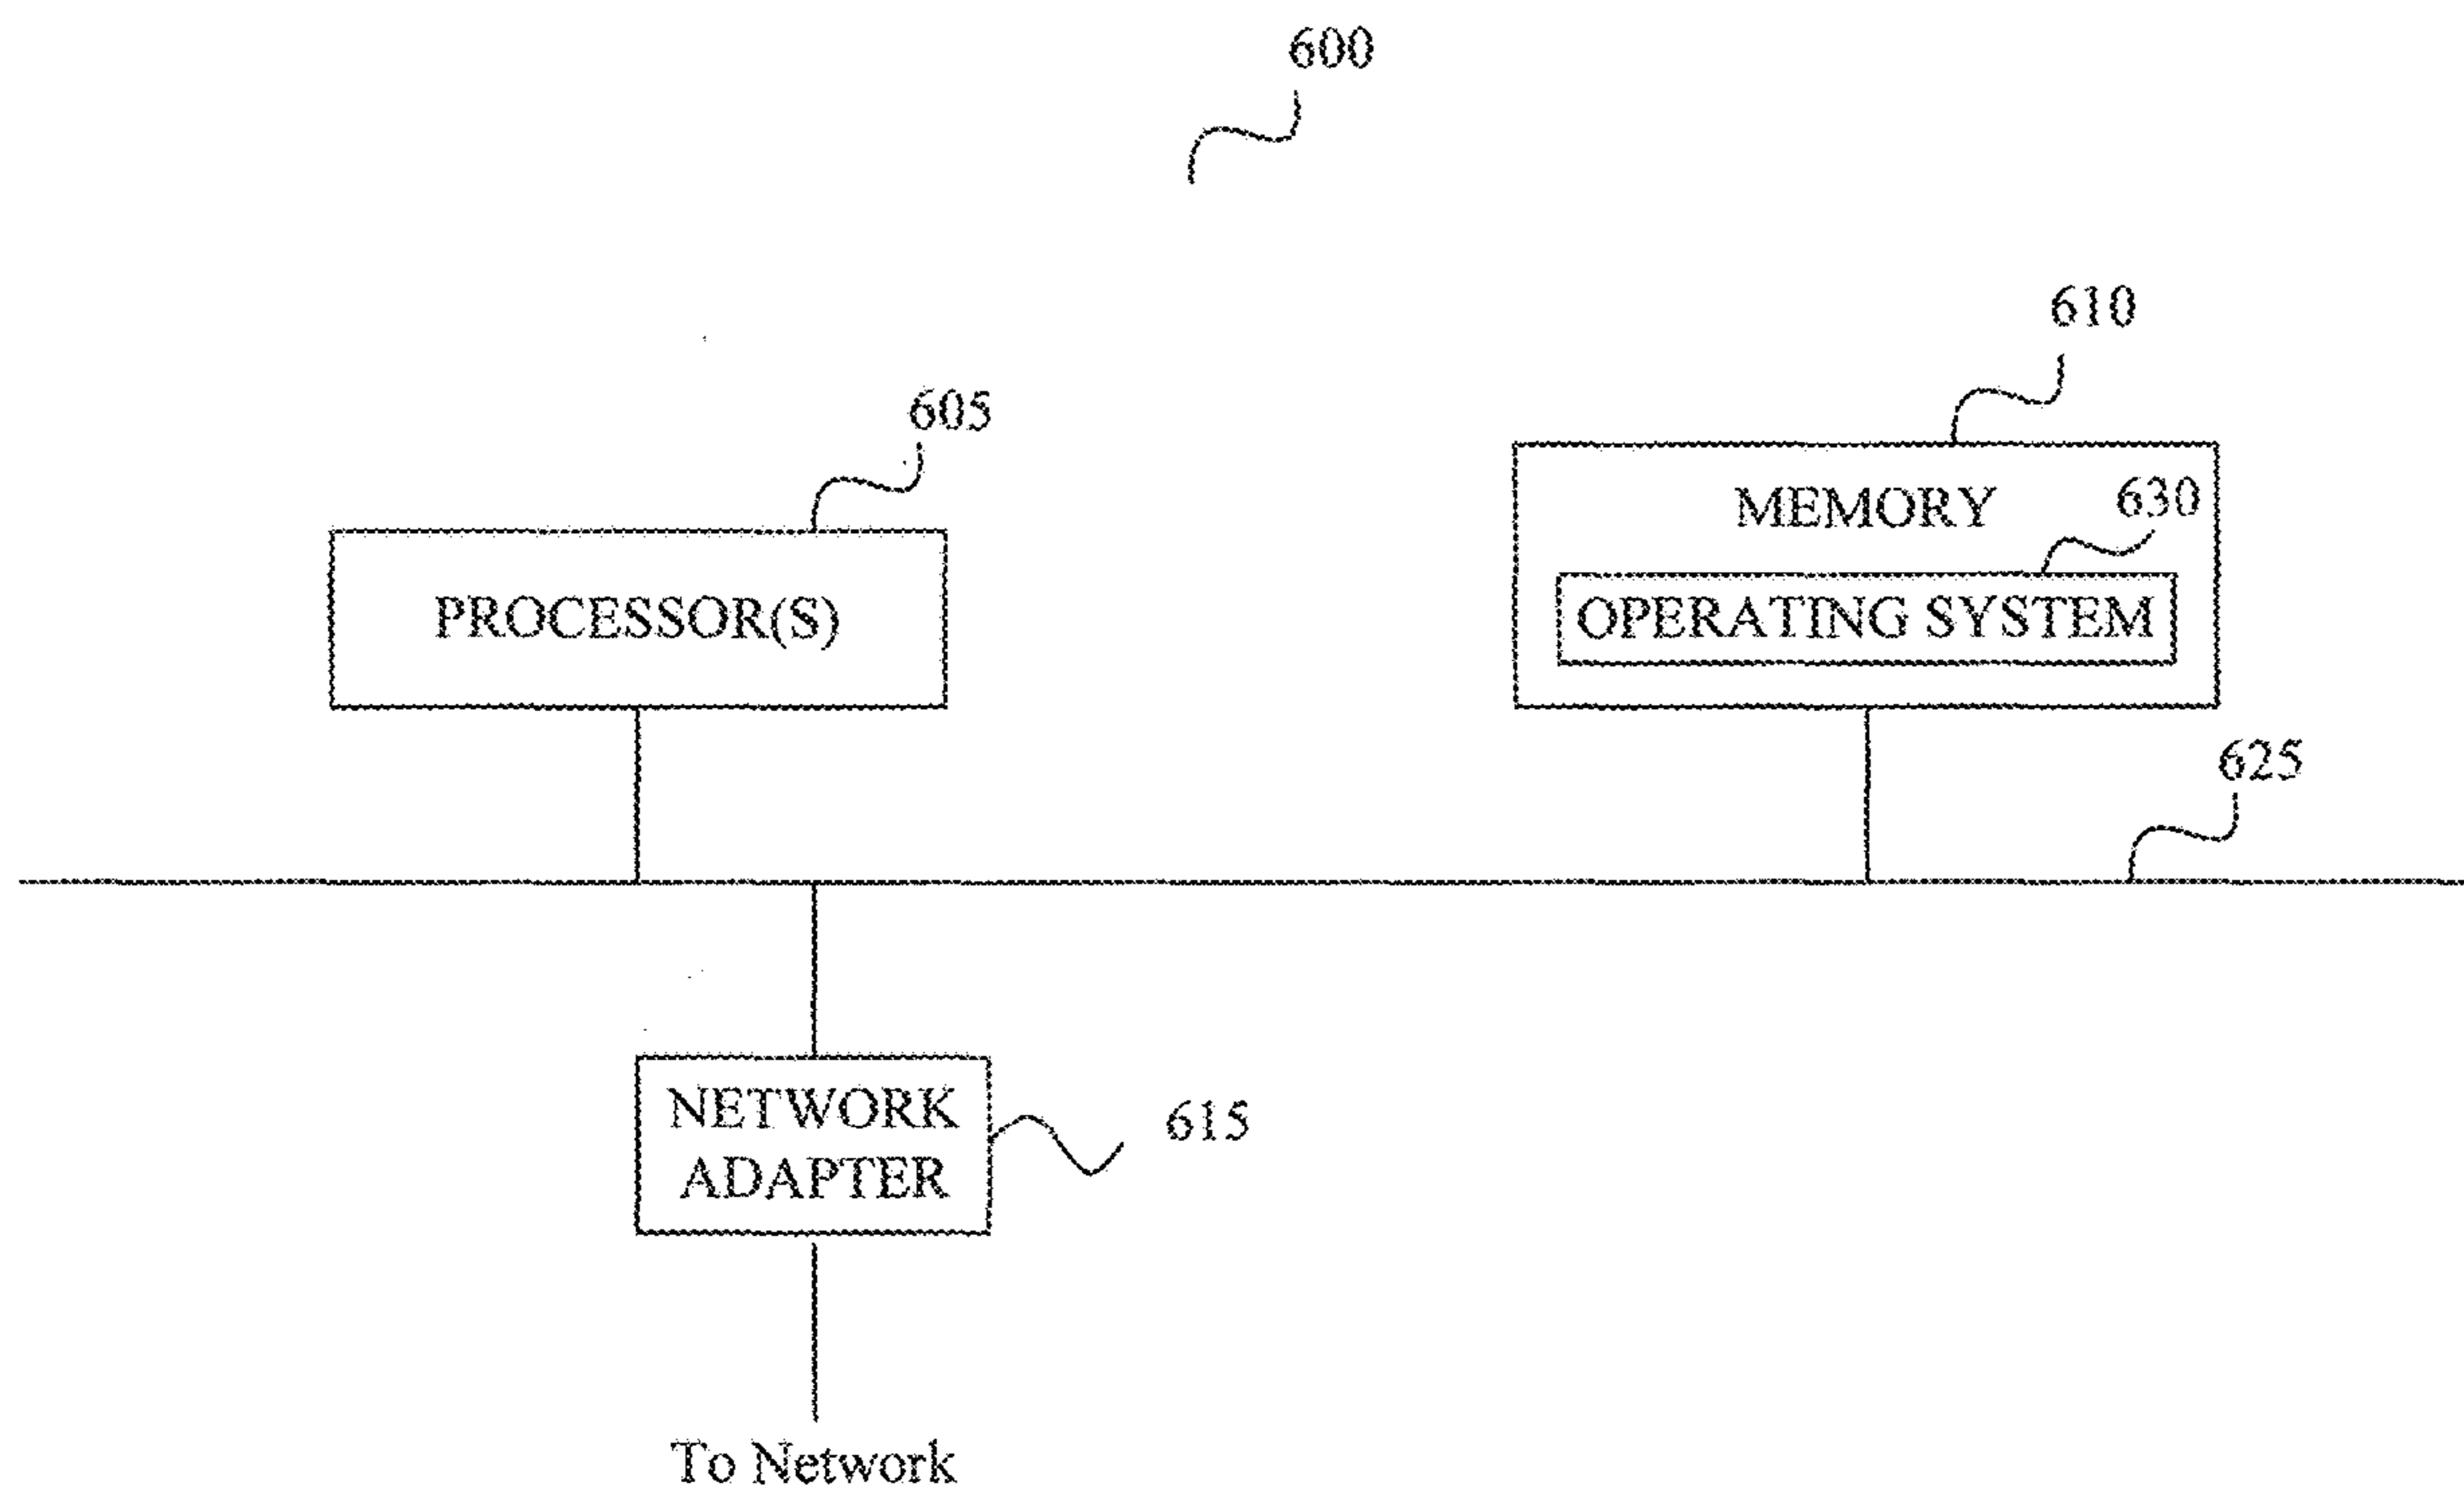 600
610
605
MEMORY
630
PROCESSOR(S)
OPERATING SYSTEM
625
NETWORK
ADAPTER
615
To Network